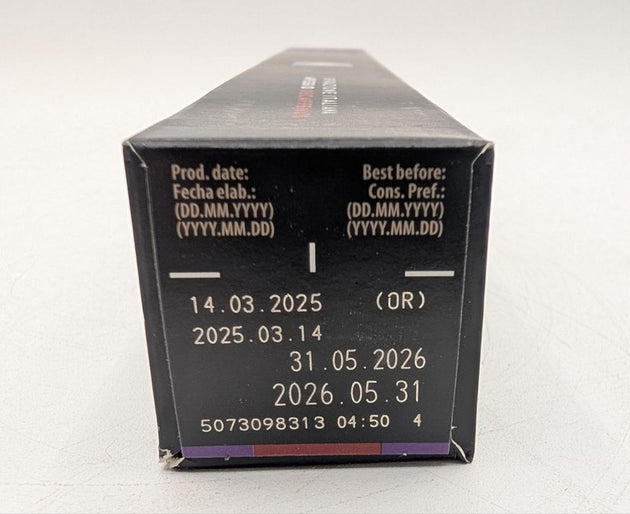 Prod. date:
Fecha elab.:
(DD.MM.YYYY)
(YYYY.MM.DD)
Best before:
Cons. Pref.:
(DD.MM.YYYY)
(YYYY.MM.DD)
14.03.2025 (OR)
2025.03.14
31.05.2026
2026.05.31
5073098313 04:50 4